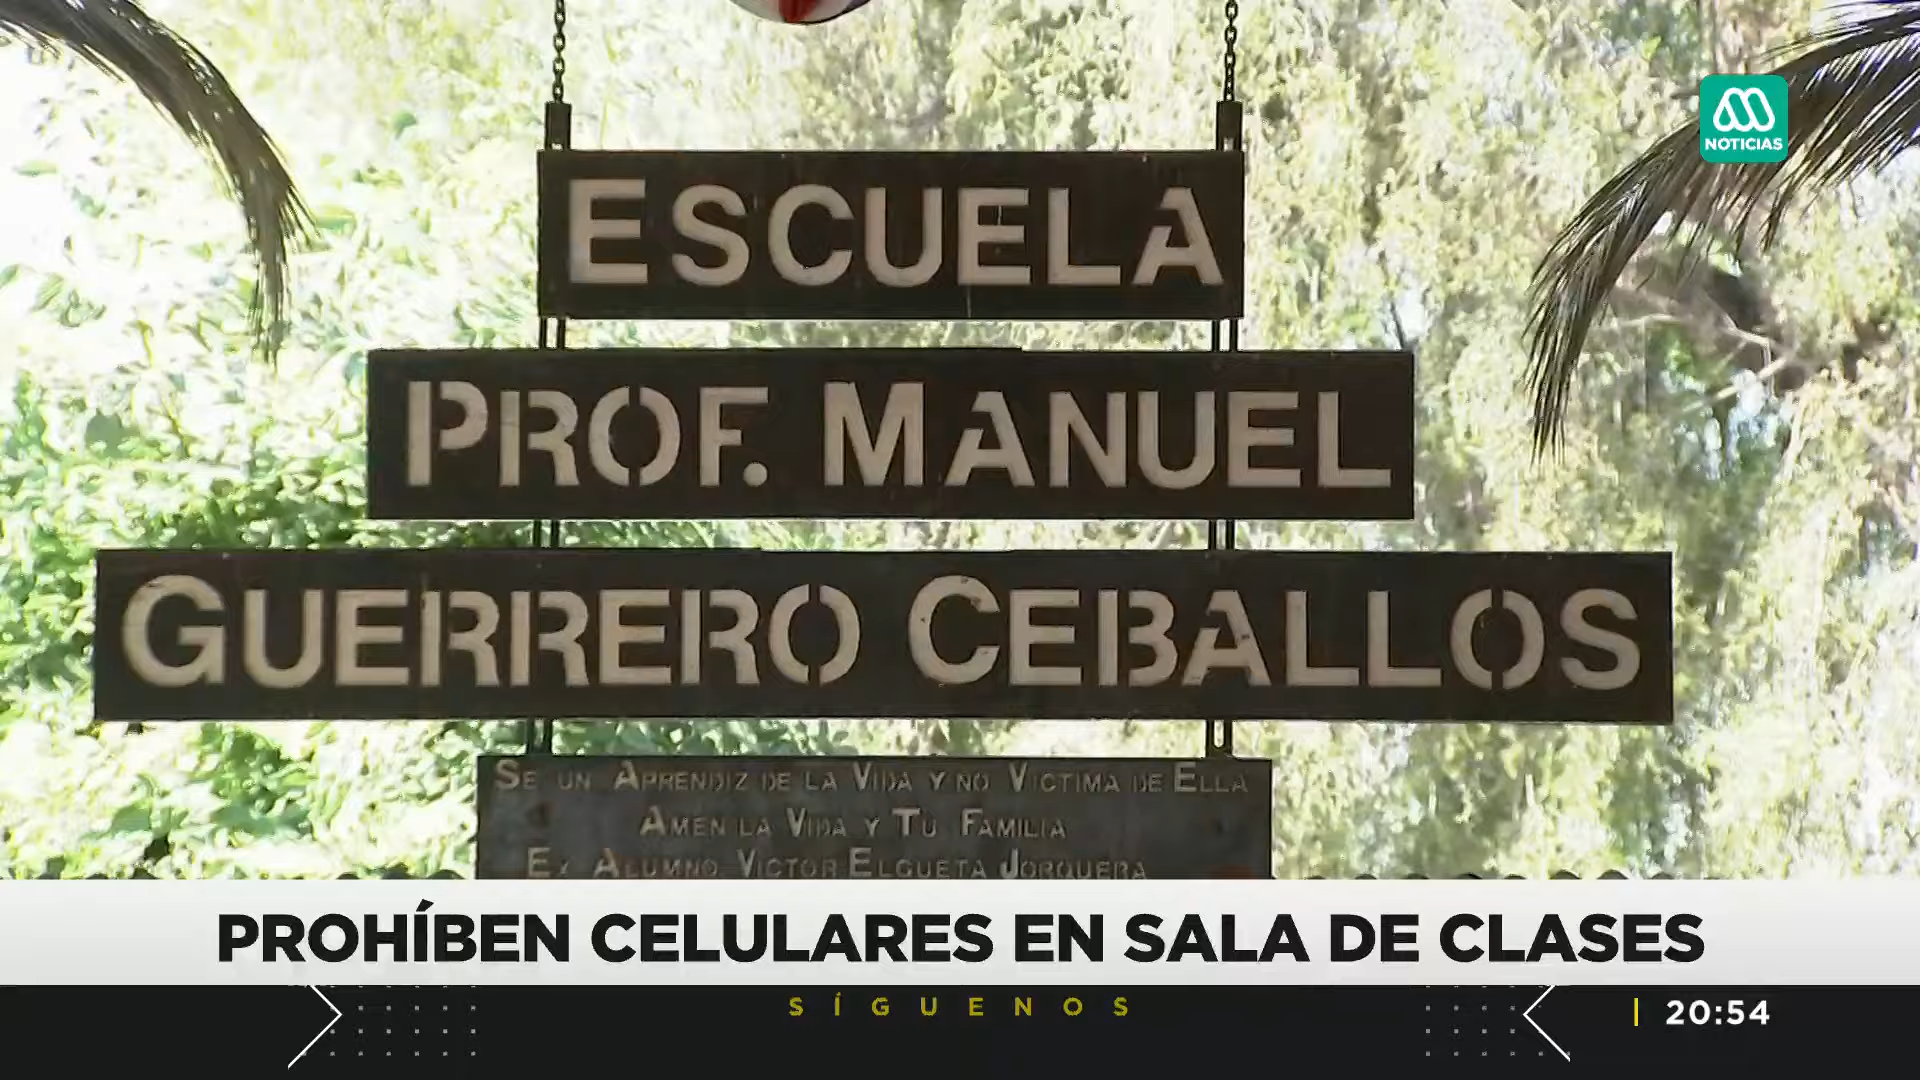 NOTICIAS
ESCUELA
PROF. MANUEL
GUERRERO CEBALLOS
SE UN APRENDIZ DE LA VIDA Y NO VICTIMA DE ELLA
AMEN LA VIDA Y TU FAMILIA
EX ALUMNO VICTOR ELGUETA JORQUERA
PROHÍBEN CELULARES EN SALA DE CLASES
SÍGUENOS
20:54